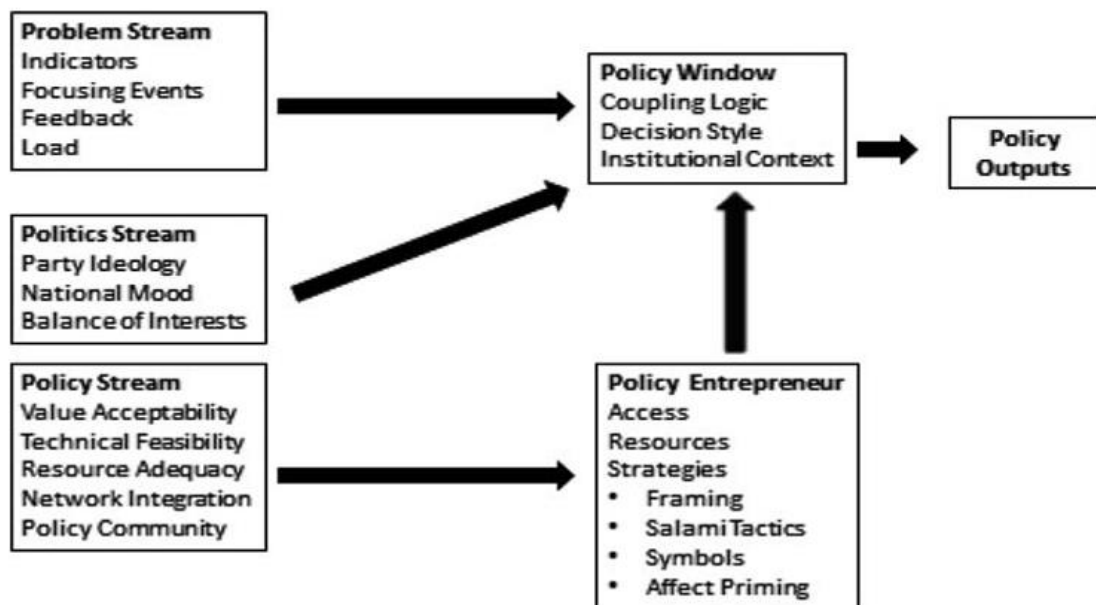 Problem Stream
Indicators
Focusing Events
Feedback
Load
Politics Stream
Party Ideology
National Mood
Balance of Interests
Policy Stream
Value Acceptability
Technical Feasibility
Resource Adequacy
Network Integration
Policy Community
Policy Window
Coupling Logic
Decision Style
Institutional Context
Policy Entrepreneur
Access
Resources
Strategies
• Framing
• Salami Tactics
• Symbols
• Affect Priming
Policy
Outputs